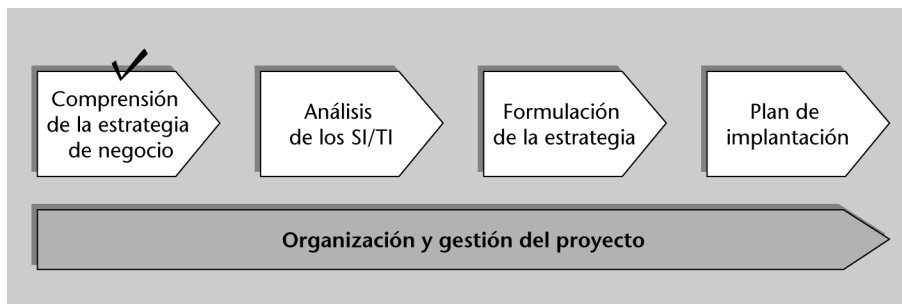 Comprensión
de la estrategia
de negocio
Análisis
de los SI/TI
Formulación
de la estrategia
Plan de
implantación
Organización y gestión del proyecto